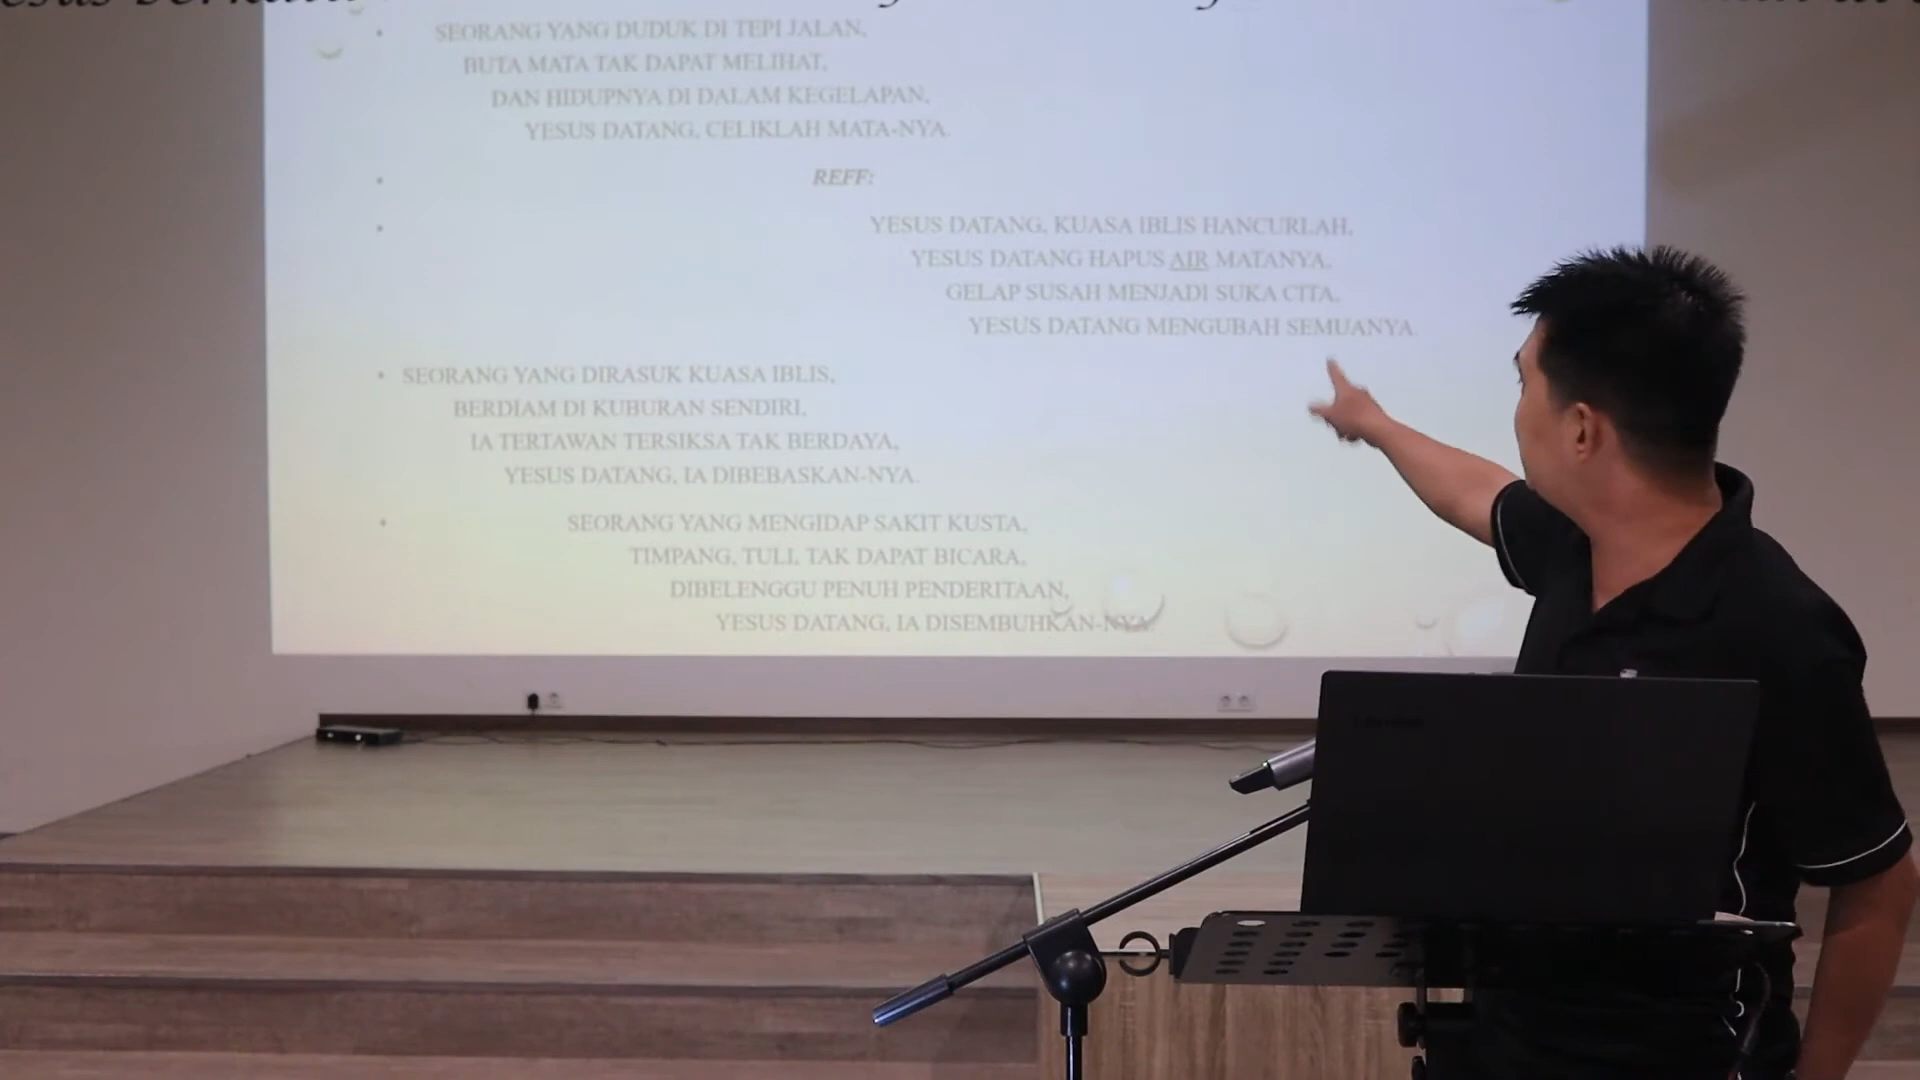 SEORANG YANG DUDUK DI TEPI JALAN,
BUTA MATA TAK DAPAT MELIHAT,
DAN HIDUPNYA DI DALAM KEGELAPAN,
YESUS DATANG, CELIKLAH MATA-NYA.
REFF:
YESUS DATANG, KUASA IBLIS HANCURLAH,
YESUS DATANG HAPUS AIR MATANYA,
GELAP SUSAH MENJADI SUKA CITA,
YESUS DATANG MENGUBAH SEMUANYA.
SEORANG YANG DIRASUK KUASA IBLIS,
BERDIAM DI KUBURAN SENDIRI,
IA TERTAWAN TERSIKSA TAK BERDAYA,
YESUS DATANG, IA DIBEBASKAN-NYA.
SEORANG YANG MENGIDAP SAKIT KUSTA,
TIMPANG, TULI, TAK DAPAT BICARA,
DIBELENGGU PENUH PENDERITAAN,
YESUS DATANG, IA DISEMBUHKAN-NYA.